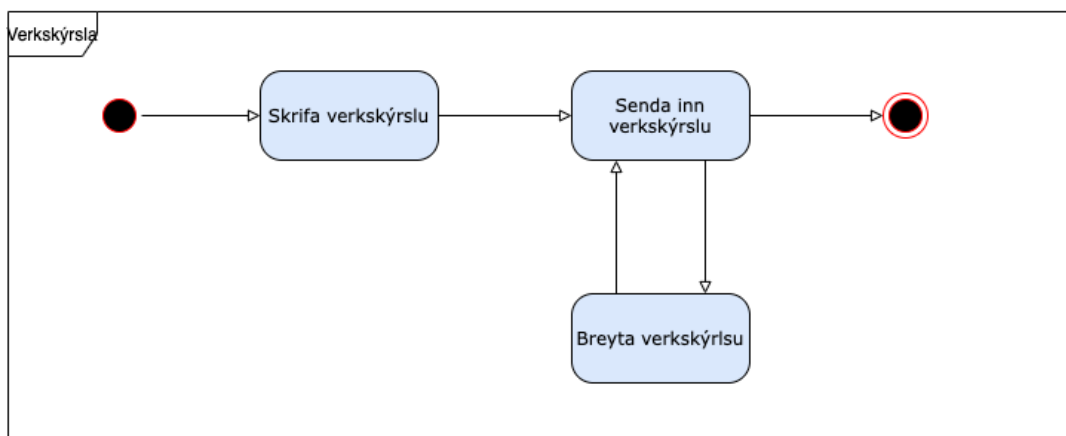 Verkskýrsla
Skrifa verkskýrslu
Senda inn
verkskýrslu
Breyta verkskýrlsu